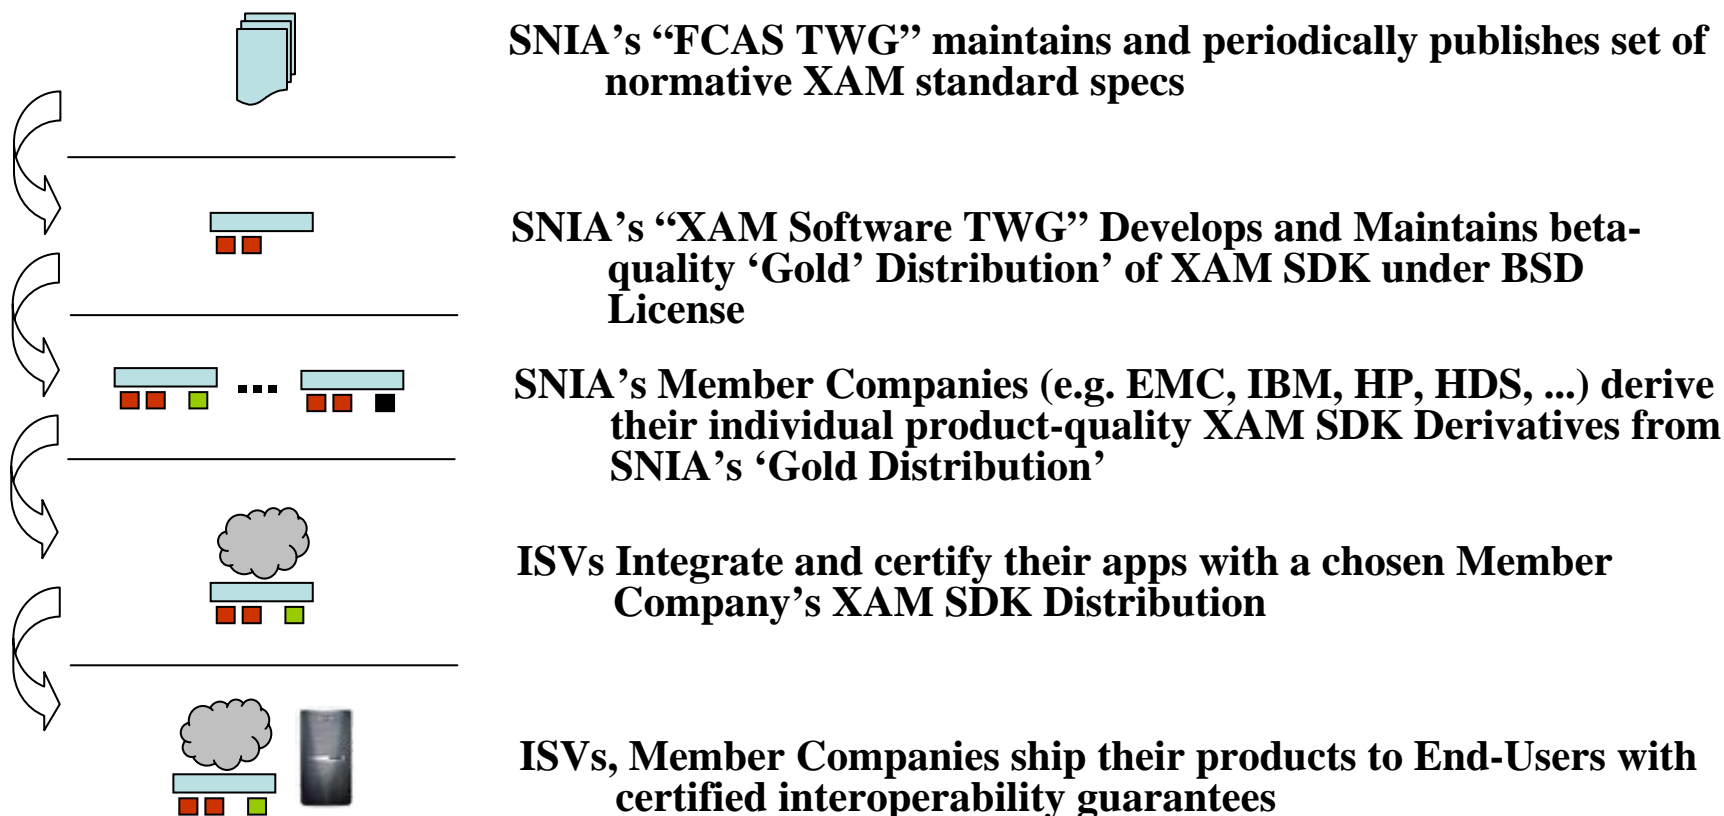 SNIA’s “FCAS TWG” maintains and periodically publishes set of
normative XAM standard specs
SNIA’s “XAM Software TWG” Develops and Maintains beta-
quality ‘Gold’ Distribution’ of XAM SDK under BSD
License
SNIA’s Member Companies (e.g. EMC, IBM, HP, HDS, ...) derive
their individual product-quality XAM SDK Derivatives from
SNIA’s ‘Gold Distribution’
ISVs Integrate and certify their apps with a chosen Member
Company’s XAM SDK Distribution
ISVs, Member Companies ship their products to End-Users with
certified interoperability guarantees